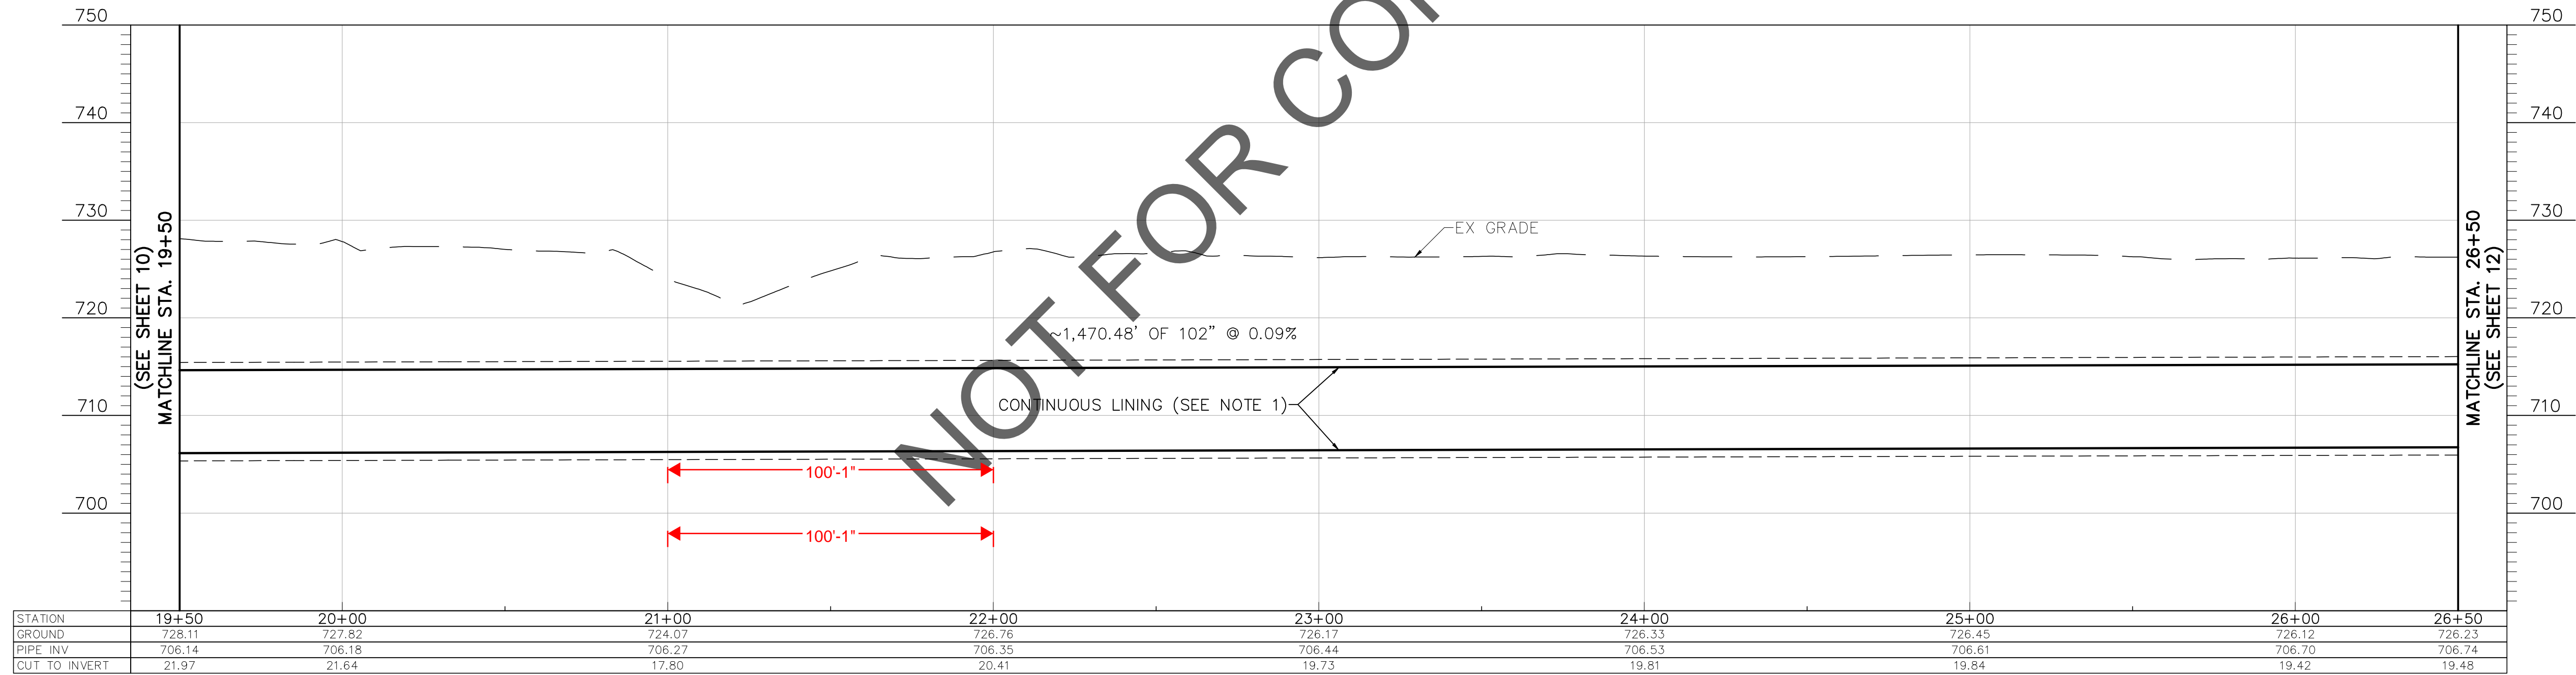 750 750
740 740
730 730
720 720
710 710
700 700
(SEE SHEET 10)
MATCHLINE STA. 19+50
EX GRADE
~1,470.48' OF 102" @ 0.09%
CONTINUOUS LINING (SEE NOTE 1)
100'-1"
100'-1"
NOT FOR
MATCHLINE STA. 26+50
(SEE SHEET 12)
STATION 19+50 20+00 21+00 22+00 23+00 24+00 25+00 26+00 26+50
GROUND 728.11 727.82 724.07 726.76 726.17 726.33 726.45 726.12 726.23
PIPE INV 706.14 706.18 706.27 706.35 706.44 706.53 706.61 706.70 706.74
CUT TO INVERT 21.97 21.64 17.80 20.41 19.73 19.81 19.84 19.42 19.48